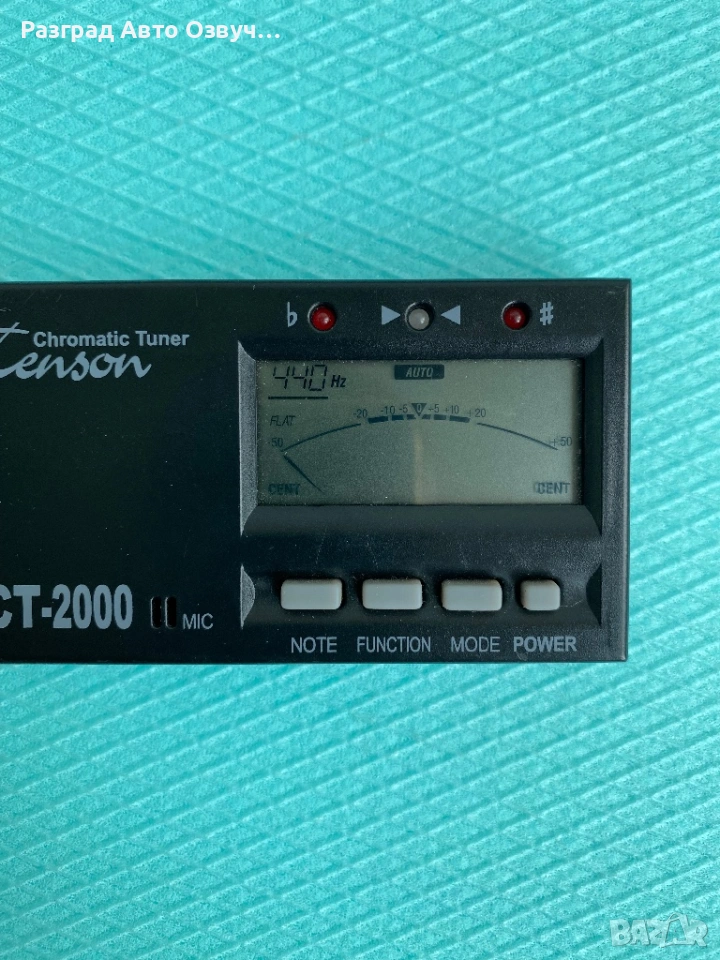 Разград Авто Озвуч...
♭ ▶ ◀ ♯
Chromatic Tuner
Tenson
440 Hz AUTO
-20 -10 -5 0 +5 +10 +20
FLAT
50 +50
CENT CENT
CT-2000
MIC
NOTE FUNCTION MODE POWER
BAZAR